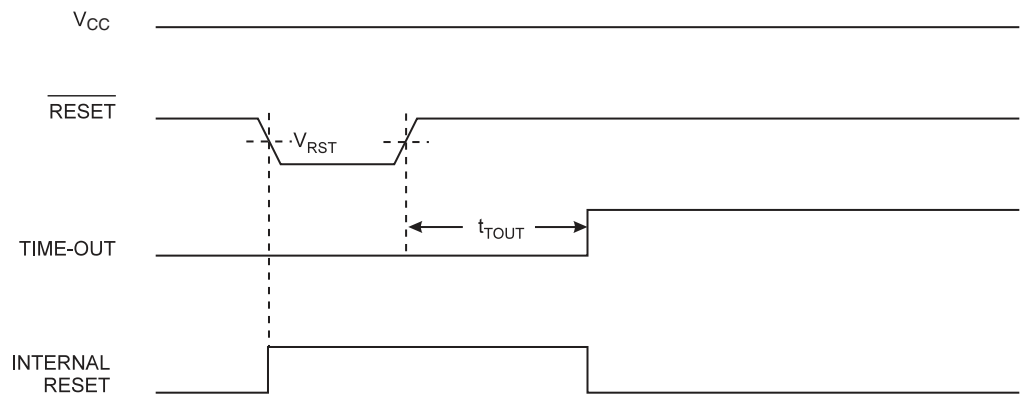 VCC
RESET
VRST
tTOUT
TIME-OUT
INTERNAL
RESET